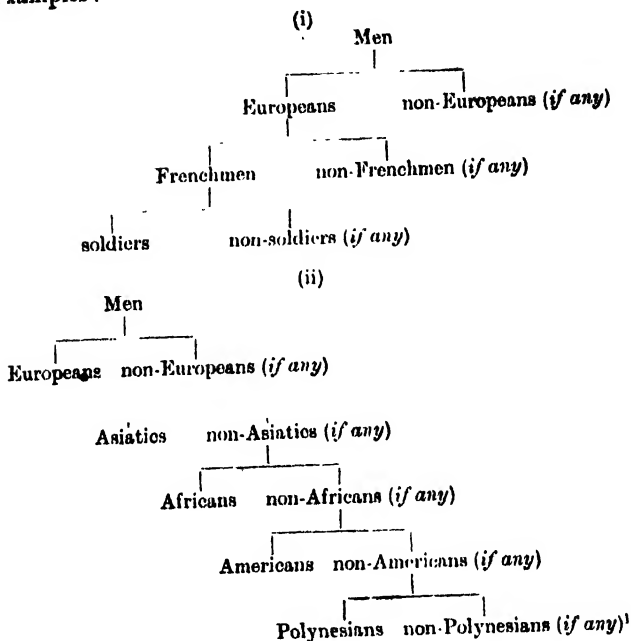 xamples :
(i)
Men
Europeans non-Europeans (if any)
Frenchmen non-Frenchmen (if any)
soldiers non-soldiers (if any)
(ii)
Men
Europeans non-Europeans (if any)
Asiatics non-Asiatics (if any)
Africans non-Africans (if any)
Americans non-Americans (if any)
Polynesians non-Polynesians (if any)¹